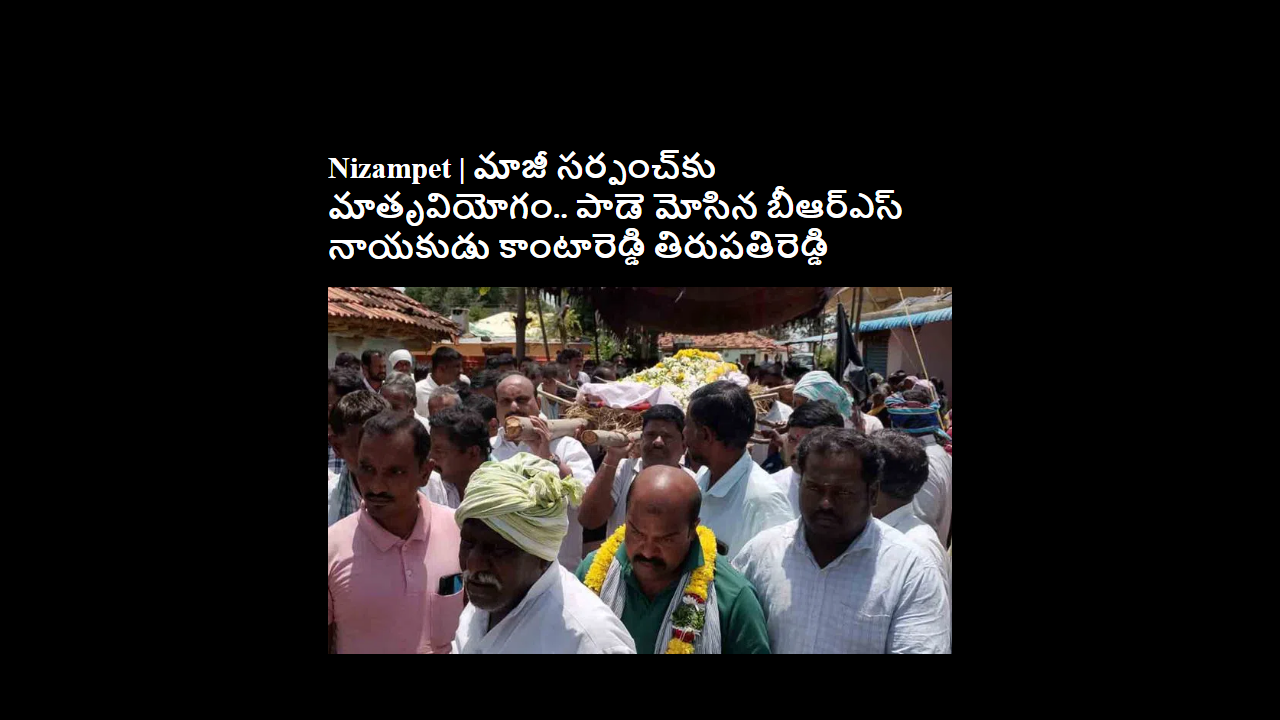 Nizampet | మాజీ సర్పంచ్‌కు
మాతృవియోగం.. పాడె మోసిన బీఆర్ఎస్
నాయకుడు కాంటారెడ్డి తిరుపతిరెడ్డి